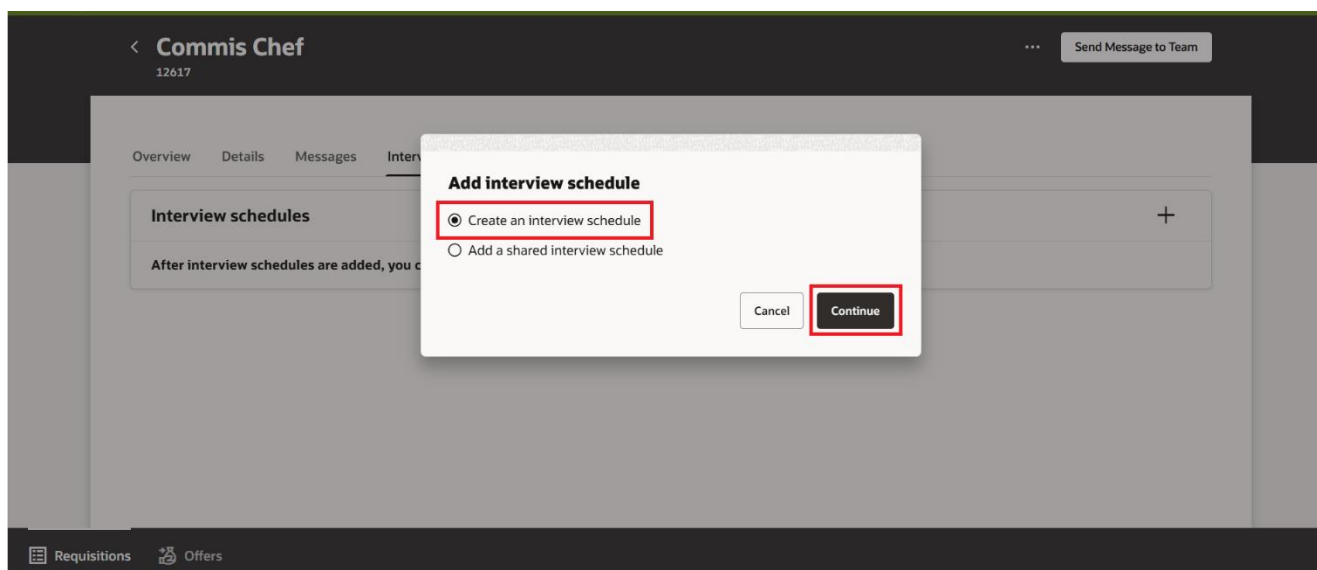 Commis Chef
12617
... Send Message to Team
Overview Details Messages
Interview schedules
After interview schedules are added, you
Add interview schedule
Create an interview schedule
Add a shared interview schedule
Cancel Continue
Requisitions Offers